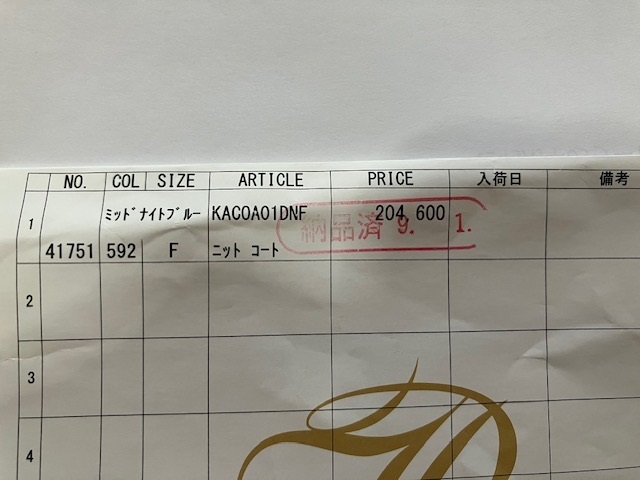 NO. COL SIZE ARTICLE PRICE 入荷日 備考
1 ﾐｯﾄﾞﾅｲﾄﾌﾞﾙｰ KACOA01DNF 204,600
納品済 9. 1.
41751 592 F ﾆｯﾄ ｺｰﾄ
2
3
4